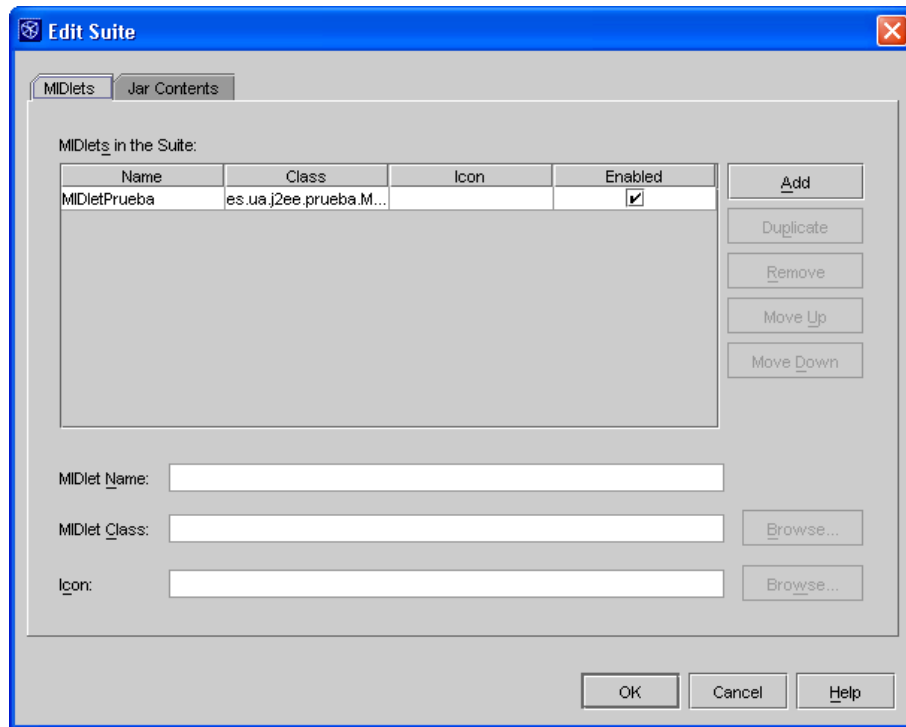 Edit Suite
MIDlets
Jar Contents
MIDlets in the Suite:
Name Class Icon Enabled
MIDletPrueba es.ua.j2ee.prueba.M...
Add
Duplicate
Remove
Move Up
Move Down
MIDlet Name:
MIDlet Class: Browse...
Icon: Browse...
OK Cancel Help